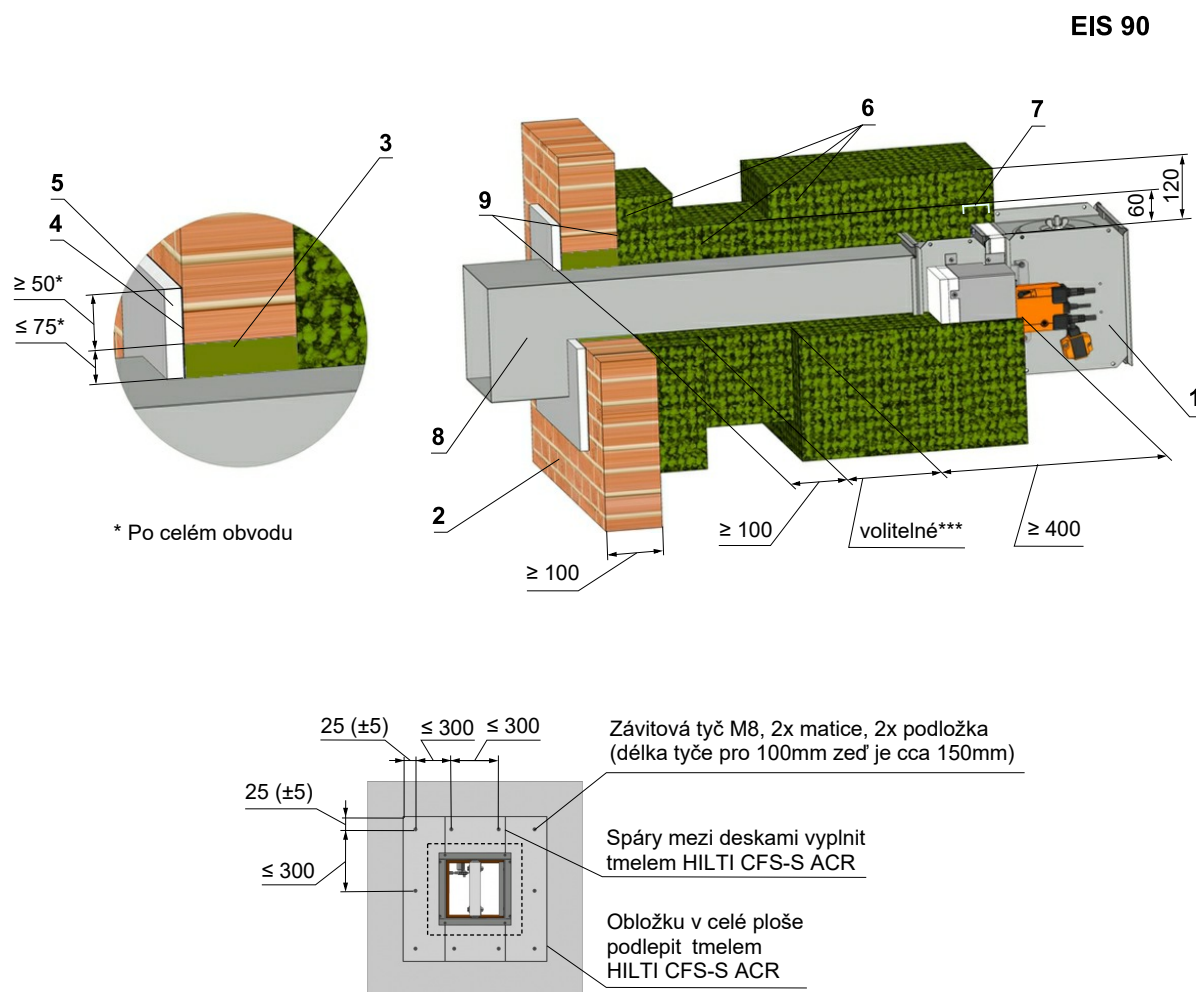 EIS 90
6
7
3
5
9
120
4
60
≥ 50*
≤ 75*
1
8
2
* Po celém obvodu
≥ 100
volitelné***
≥ 400
≥ 100
25 (±5)
≤ 300
≤ 300
Závitová tyč M8, 2x matice, 2x podložka
(délka tyče pro 100mm zeď je cca 150mm)
25 (±5)
Spáry mezi deskami vyplnit
tmelem HILTI CFS-S ACR
≤ 300
Obložku v celé ploše
podlepit tmelem
HILTI CFS-S ACR